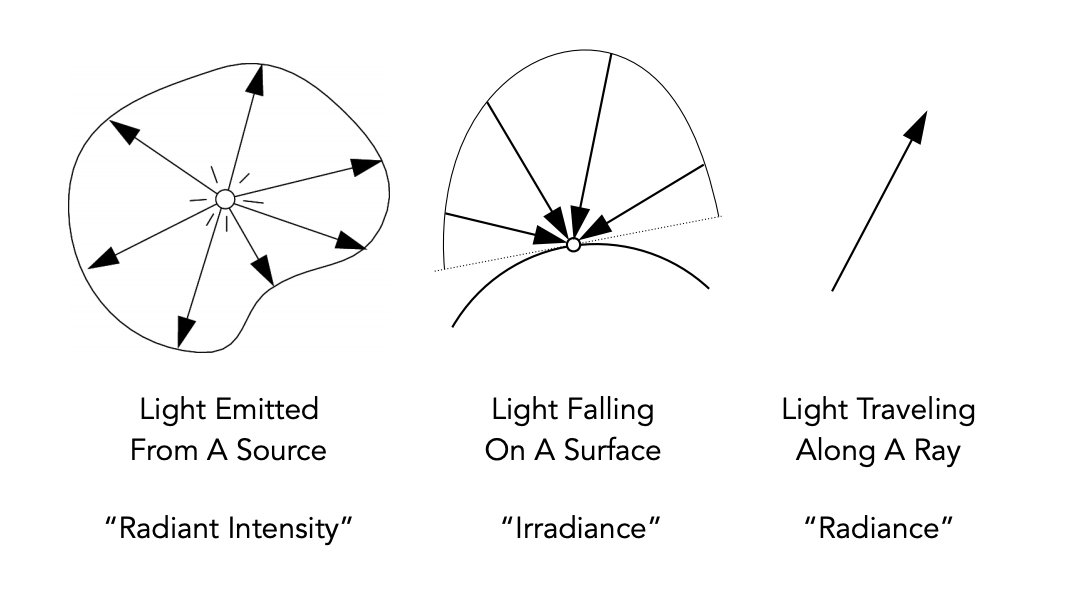 Light Emitted
From A Source
“Radiant Intensity”
Light Falling
On A Surface
“Irradiance”
Light Traveling
Along A Ray
“Radiance”